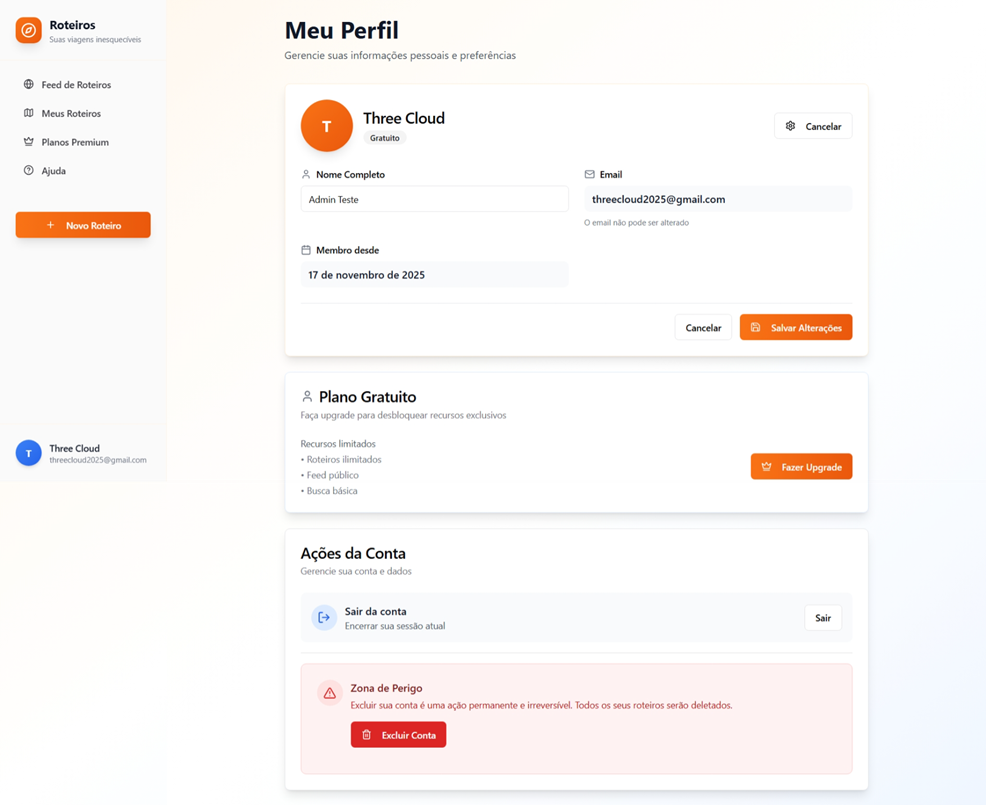 Roteiros
Suas viagens inesquecíveis
Feed de Roteiros
Meus Roteiros
Planos Premium
Ajuda
+ Novo Roteiro
T
Three Cloud
threecloud2025@gmail.com
Meu Perfil
Gerencie suas informações pessoais e preferências
T
Three Cloud
Gratuito
Cancelar
Nome Completo
Admin Teste
Email
threecloud2025@gmail.com
O email não pode ser alterado
Membro desde
17 de novembro de 2025
Cancelar
Salvar Alterações
Plano Gratuito
Faça upgrade para desbloquear recursos exclusivos
Recursos limitados
• Roteiros ilimitados
• Feed público
• Busca básica
Fazer Upgrade
Ações da Conta
Gerencie sua conta e dados
Sair da conta
Encerrar sua sessão atual
Sair
Zona de Perigo
Excluir sua conta é uma ação permanente e irreversível. Todos os seus roteiros serão deletados.
Excluir Conta